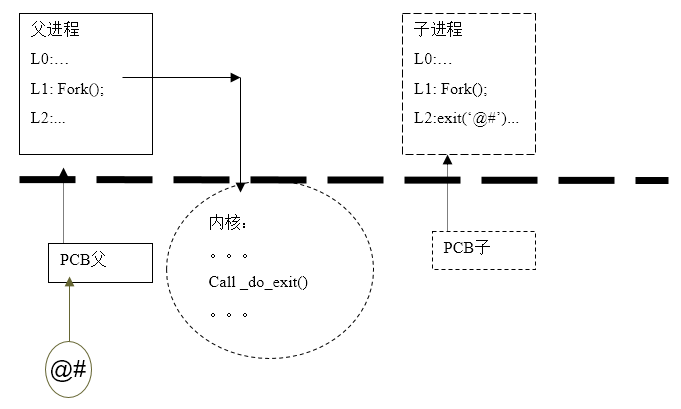 父进程
L0:…
L1: Fork();
L2:...
子进程
L0:…
L1: Fork();
L2:exit(‘@#’)...
内核：
。。。
Call _do_exit()
。。。
PCB父
PCB子
@#